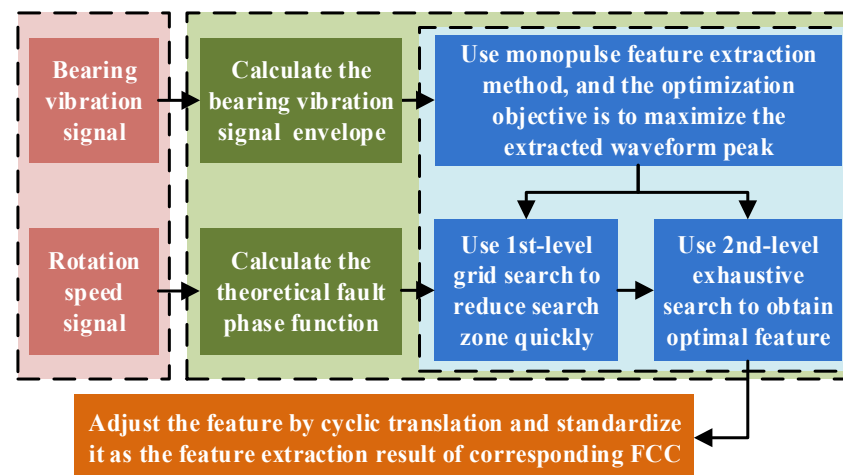 Bearing
vibration
signal
Calculate the
bearing vibration
signal envelope
Use monopulse feature extraction
method, and the optimization
objective is to maximize the
extracted waveform peak
Rotation
speed
signal
Calculate the
theoretical fault
phase function
Use 1st-level
grid search to
reduce search
zone quickly
Use 2nd-level
exhaustive
search to obtain
optimal feature
Adjust the feature by cyclic translation and standardize
it as the feature extraction result of corresponding FCC